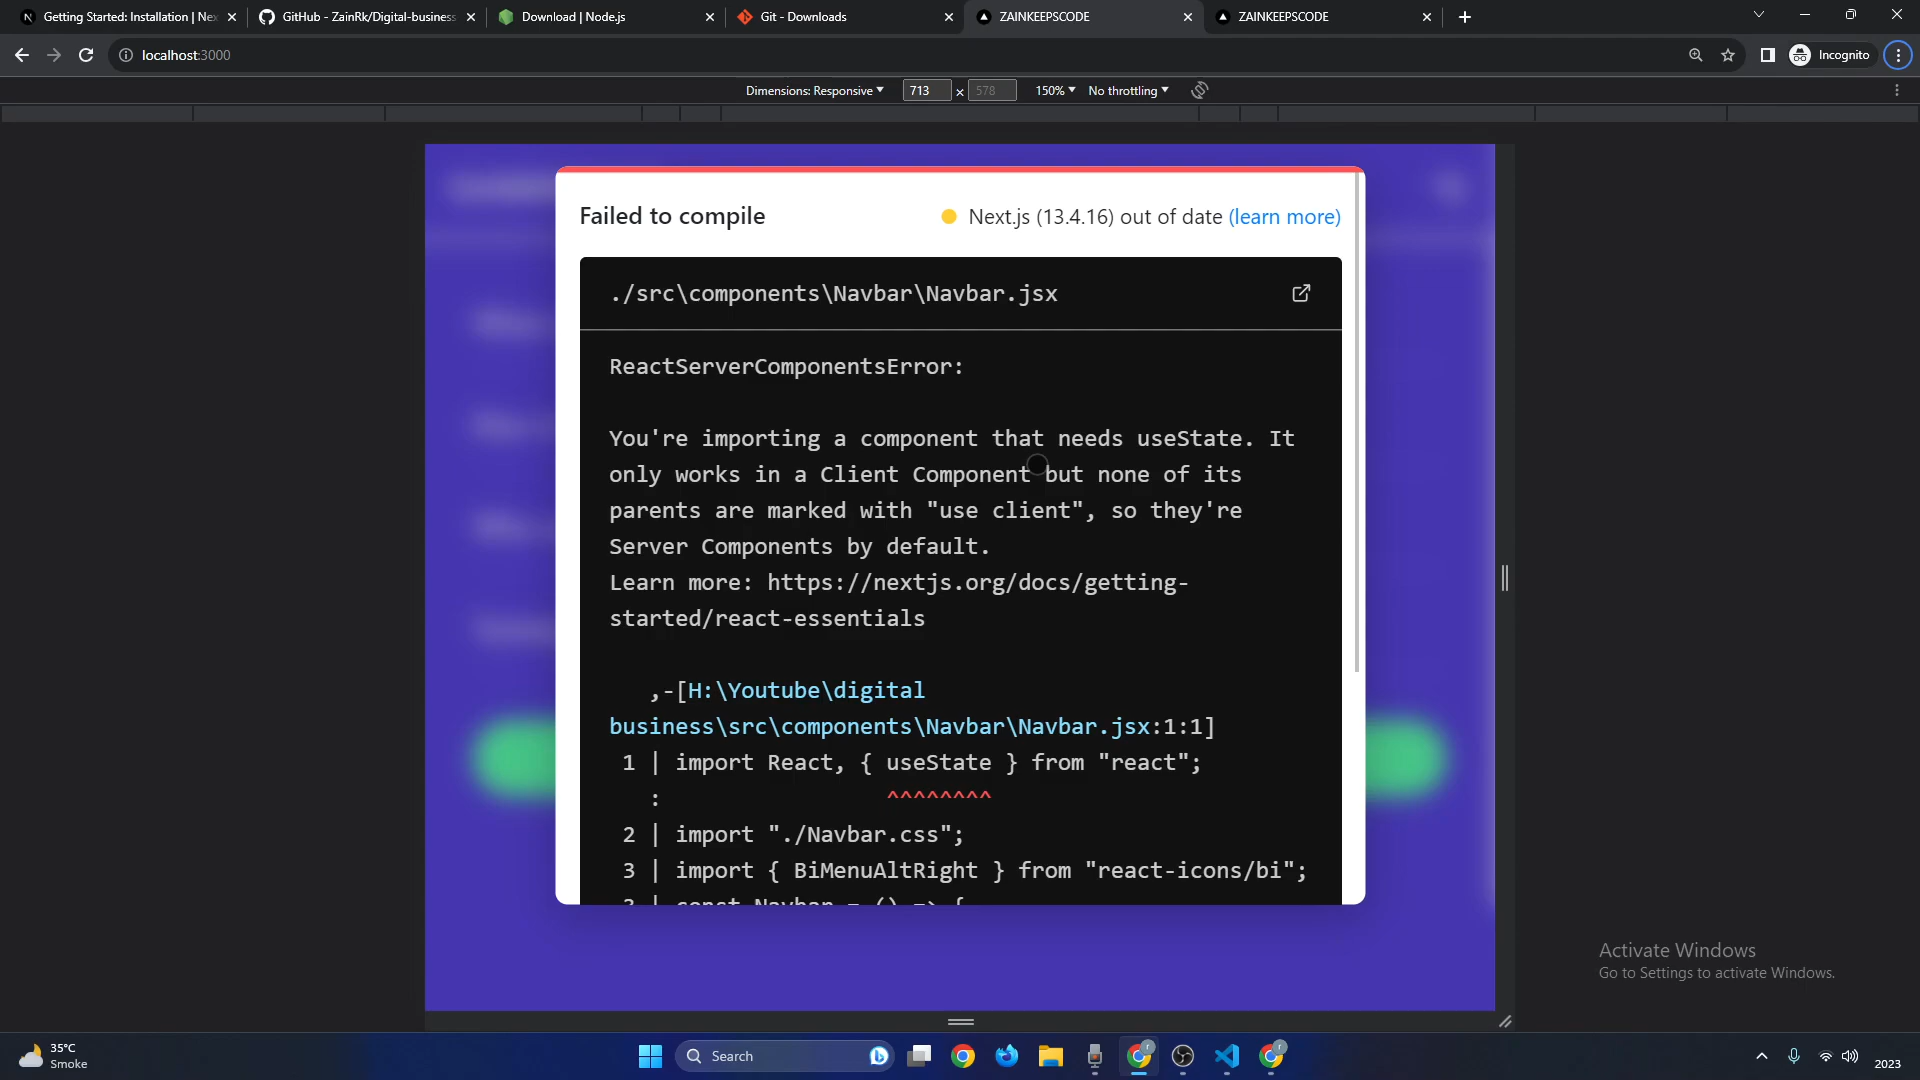 Getting Started: Installation | Nex
GitHub - ZainRk/Digital-business
Download | Node.js
Git - Downloads
ZAINKEEPSCODE
ZAINKEEPSCODE
localhost:3000
Incognito
Dimensions: Responsive
713 x 578
150%
No throttling
Failed to compile
Next.js (13.4.16) out of date (learn more)
./src\components\Navbar\Navbar.jsx
ReactServerComponentsError:
You're importing a component that needs useState. It
only works in a Client Component but none of its
parents are marked with "use client", so they're
Server Components by default.
Learn more: https://nextjs.org/docs/getting-
started/react-essentials
,-[H:\Youtube\digital
business\src\components\Navbar\Navbar.jsx:1:1]
1 | import React, { useState } from "react";
: ^^^^^^^^
2 | import "./Navbar.css";
3 | import { BiMenuAltRight } from "react-icons/bi";
3 | const Navbar = () => {
Activate Windows
Go to Settings to activate Windows.
35°C
Smoke
Search
2023